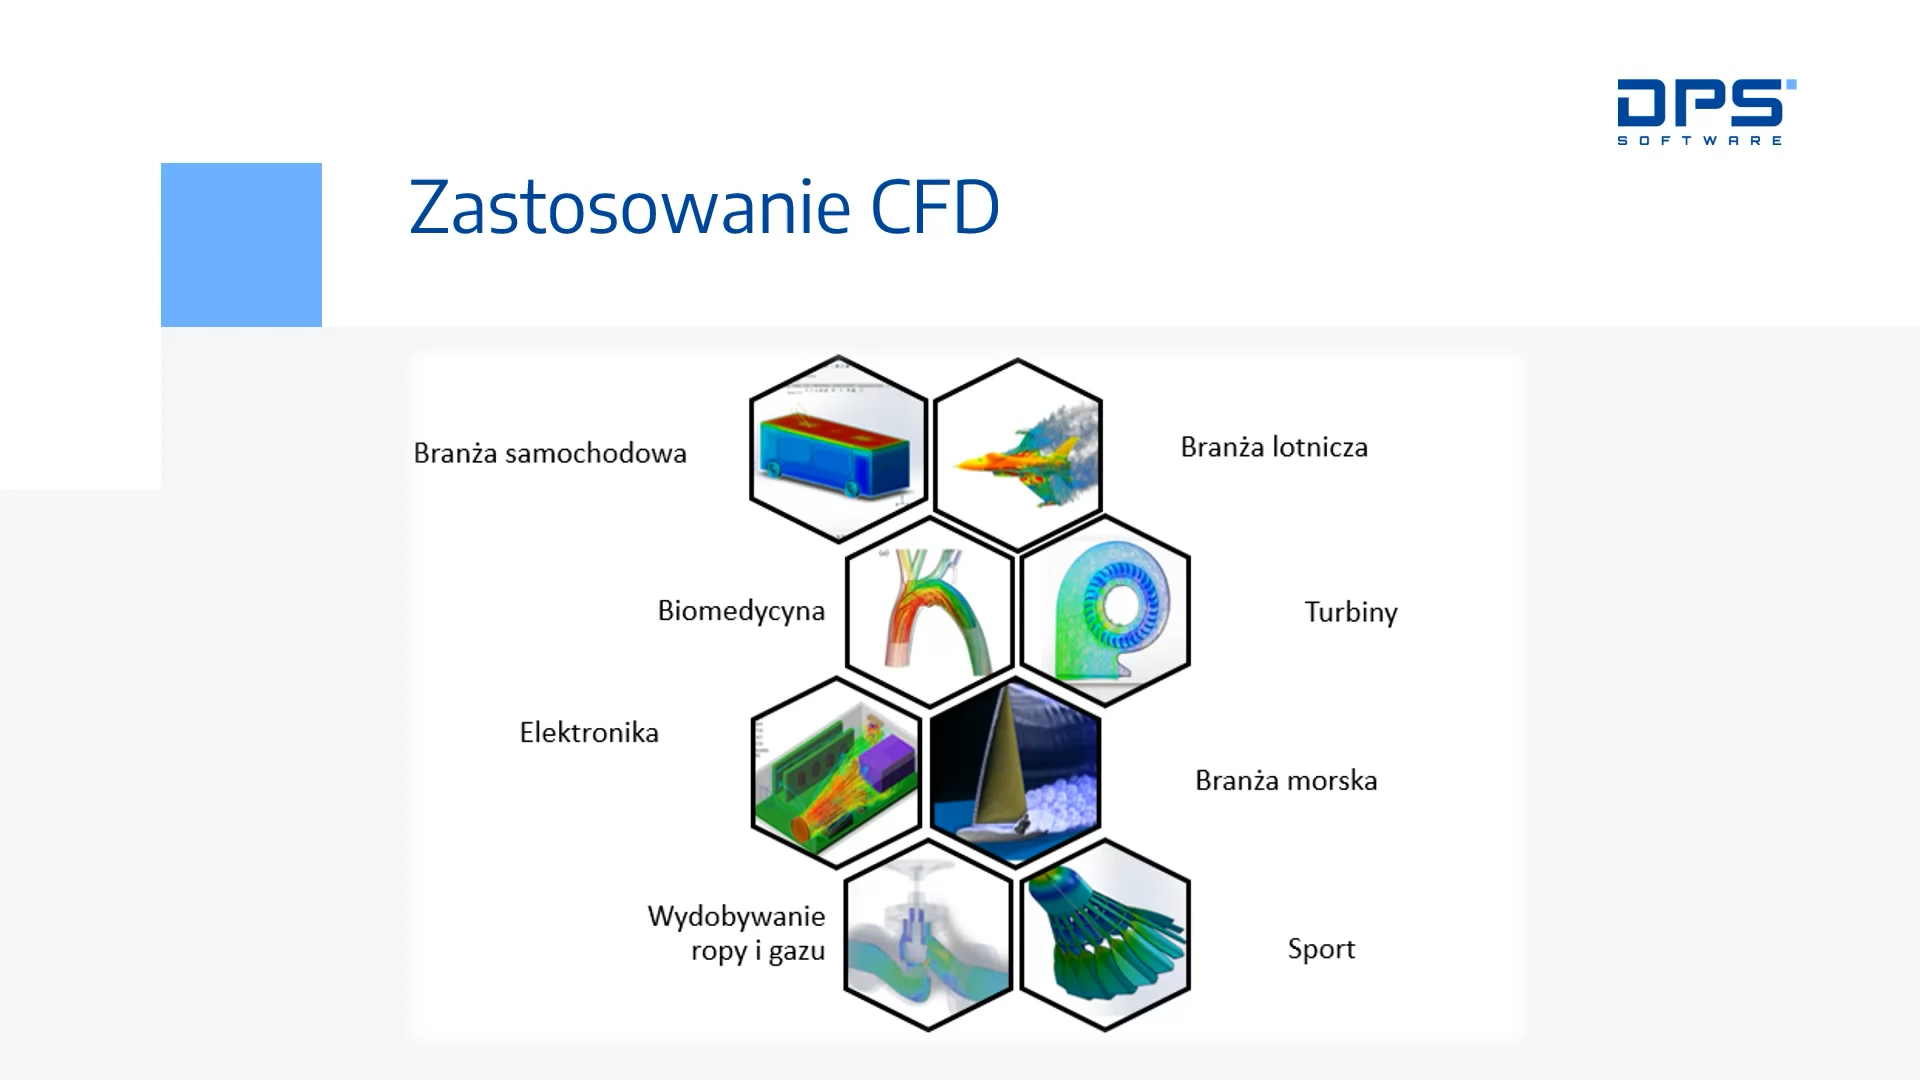 DPS
SOFTWARE
Zastosowanie CFD
Branża samochodowa
Branża lotnicza
Biomedycyna
Turbiny
Elektronika
Branża morska
Wydobywanie
ropy i gazu
Sport